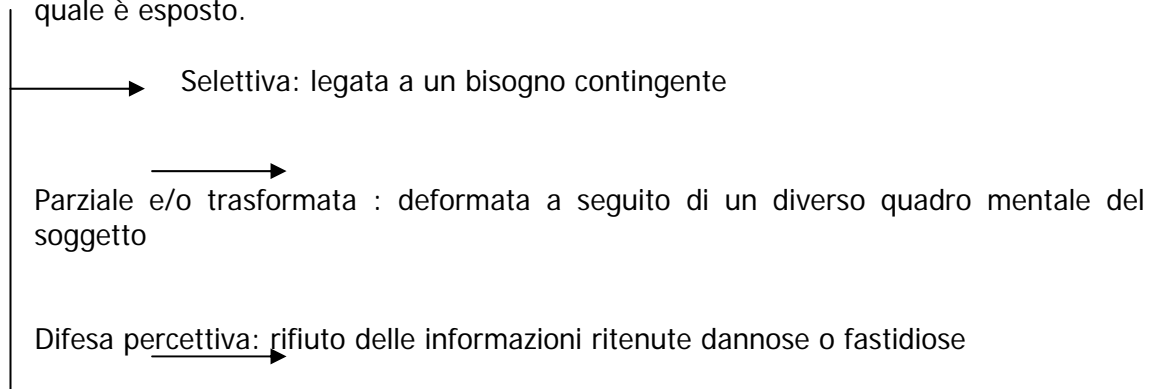 quale è esposto.
Selettiva: legata a un bisogno contingente
Parziale e/o trasformata : deformata a seguito di un diverso quadro mentale del
soggetto
Difesa percettiva: rifiuto delle informazioni ritenute dannose o fastidiose